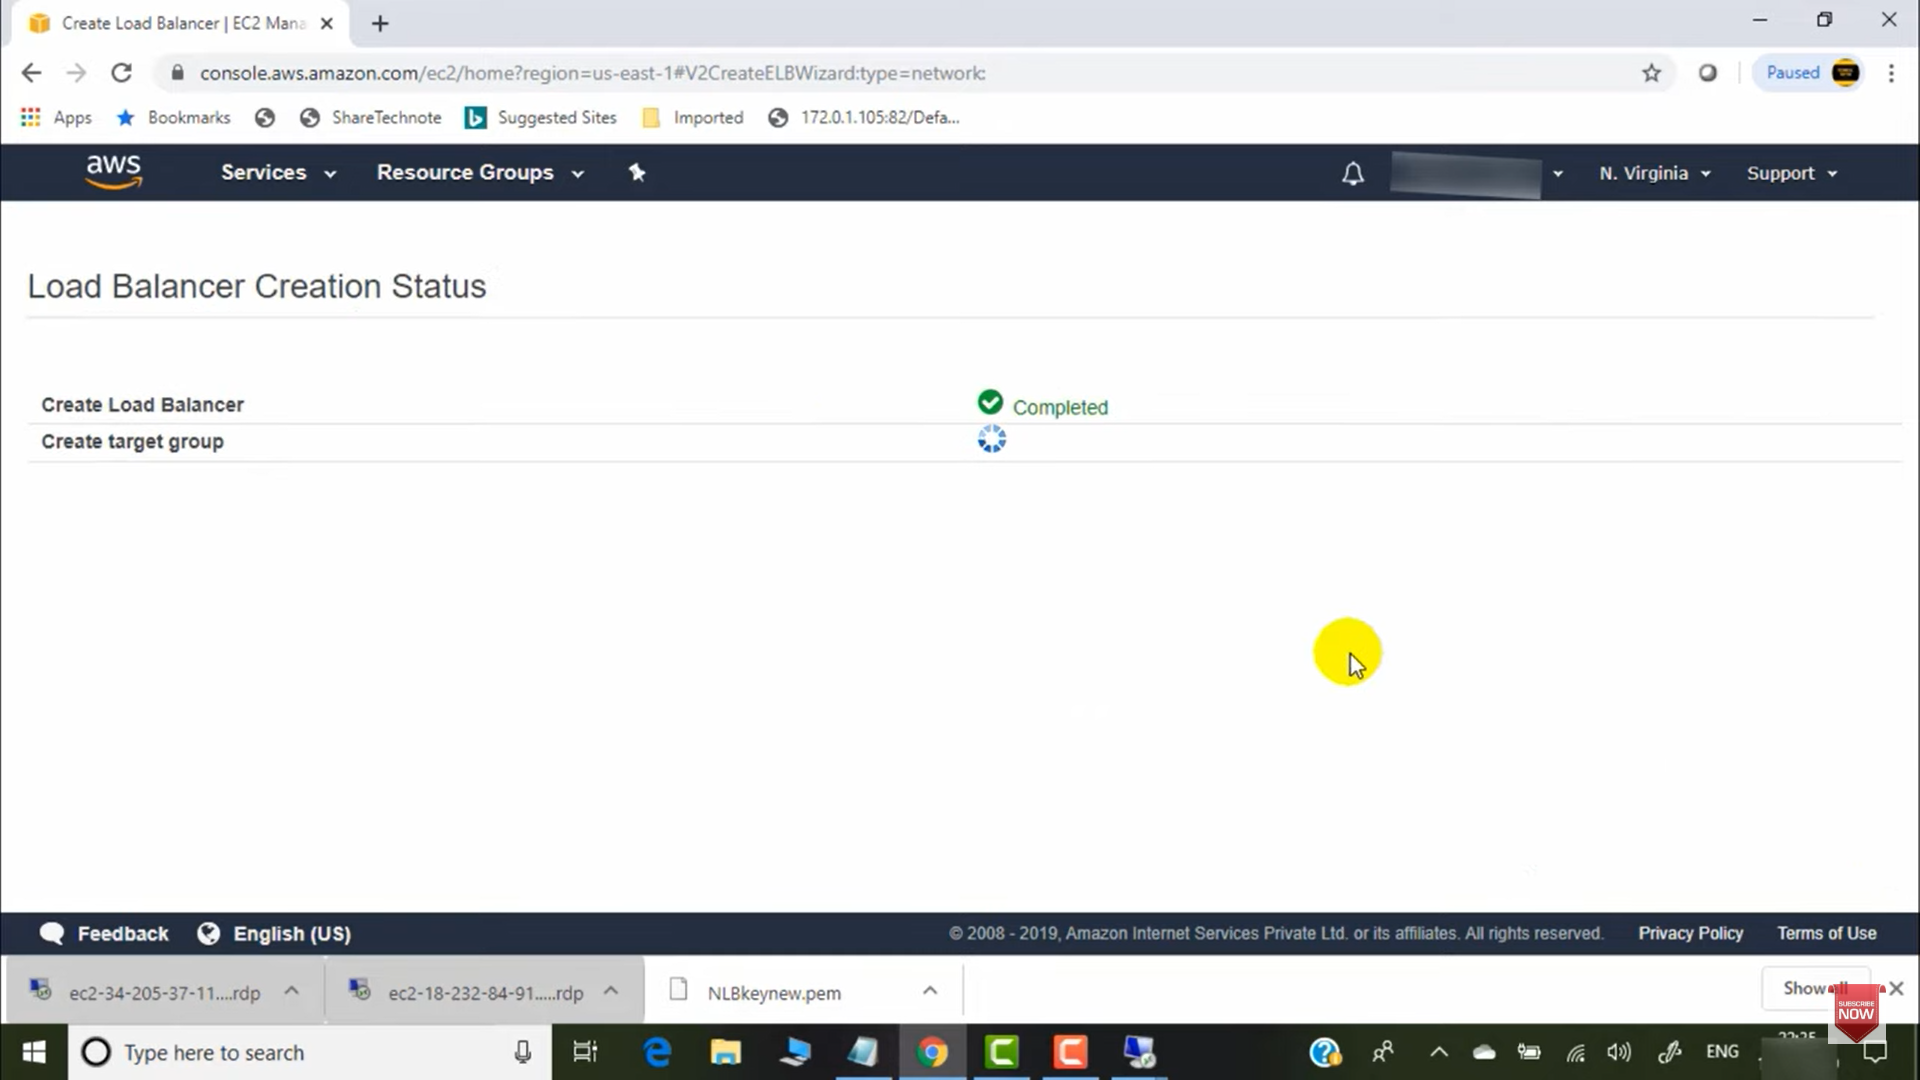 Create Load Balancer | EC2 Mana
console.aws.amazon.com/ec2/home?region=us-east-1#V2CreateELBWizard:type=network:
Paused
Apps
Bookmarks
ShareTechnote
Suggested Sites
Imported
172.0.1.105:82/Defa...
aws
Services
Resource Groups
N. Virginia
Support
Load Balancer Creation Status
Create Load Balancer
Completed
Create target group
Feedback
English (US)
© 2008 - 2019, Amazon Internet Services Private Ltd. or its affiliates. All rights reserved.
Privacy Policy
Terms of Use
ec2-34-205-37-11....rdp
ec2-18-232-84-91.....rdp
NLBkeynew.pem
Show
SUBSCRIBE
NOW
Type here to search
ENG